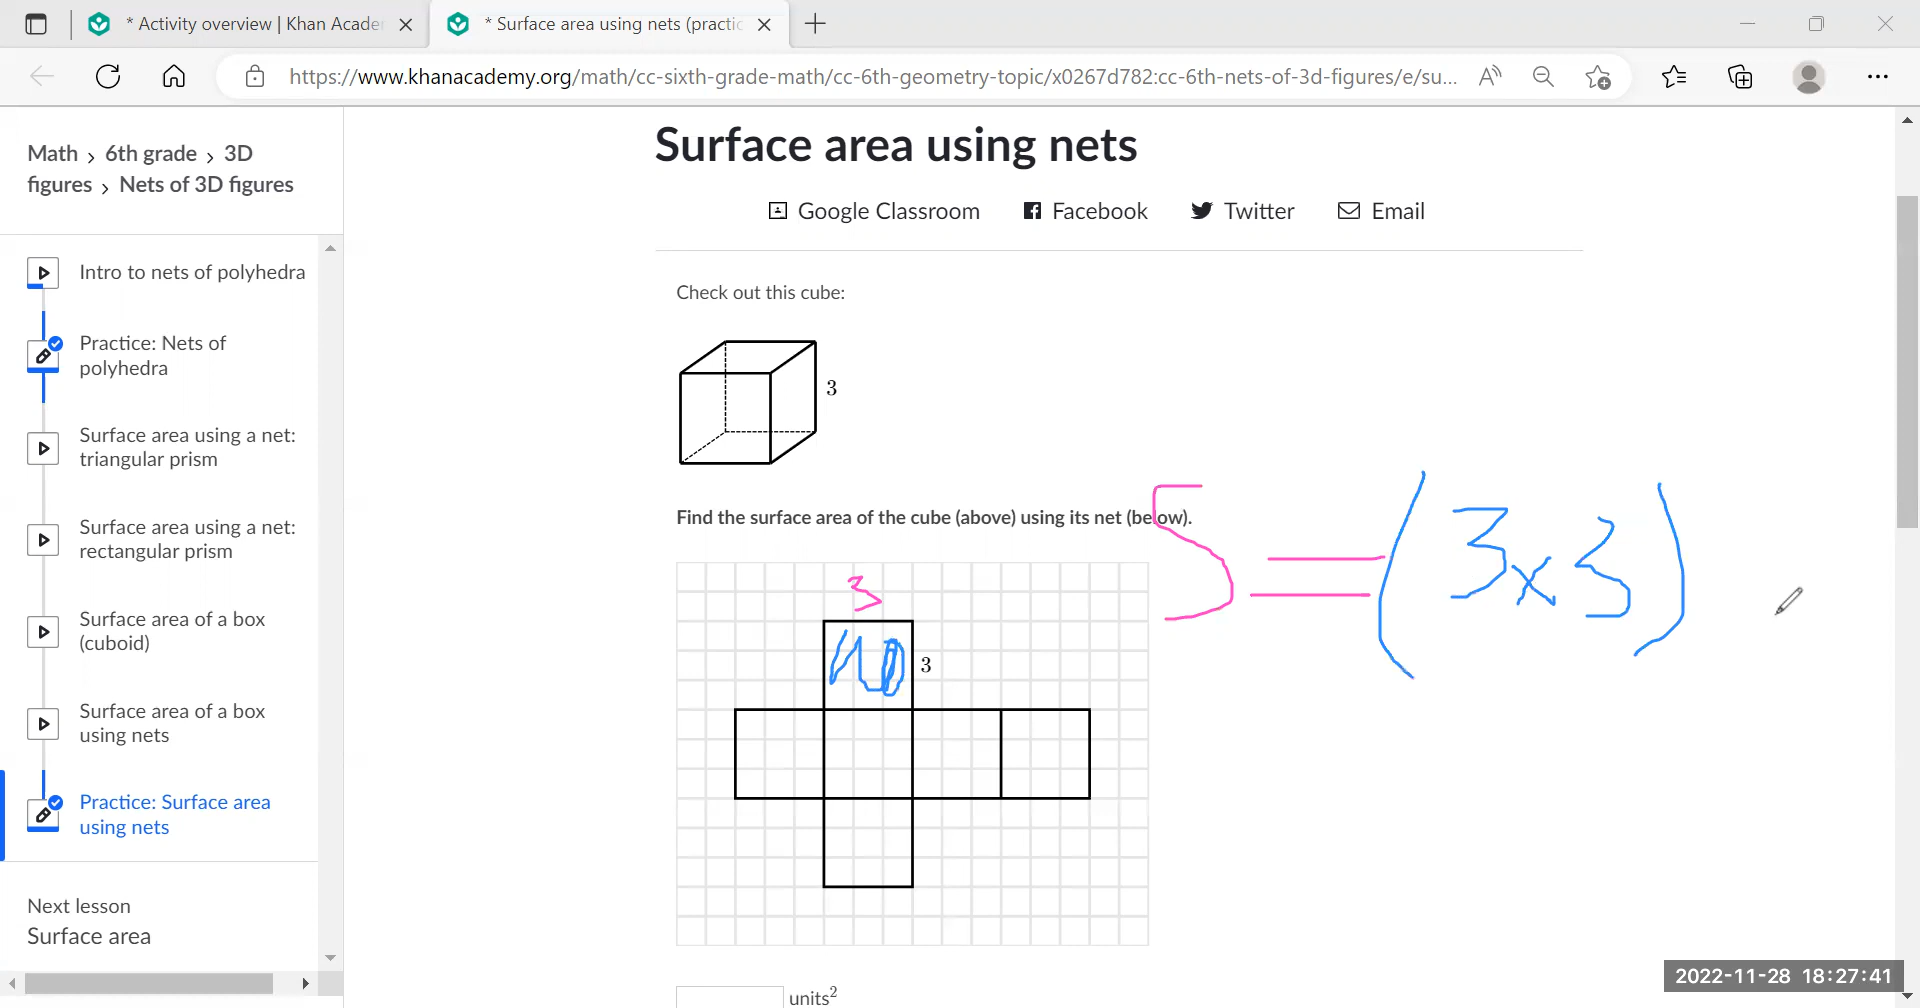 * Activity overview | Khan Acade
* Surface area using nets (practic
https://www.khanacademy.org/math/cc-sixth-grade-math/cc-6th-geometry-topic/x0267d782:cc-6th-nets-of-3d-figures/e/su...
Math > 6th grade > 3D
figures > Nets of 3D figures
Intro to nets of polyhedra
Practice: Nets of
polyhedra
Surface area using a net:
triangular prism
Surface area using a net:
rectangular prism
Surface area of a box
(cuboid)
Surface area of a box
using nets
Practice: Surface area
using nets
Next lesson
Surface area
Surface area using nets
Google Classroom
Facebook
Twitter
Email
Check out this cube:
3
Find the surface area of the cube (above) using its net (below).
S = (3x3)
3
3
units²
2022-11-28 18:27:41